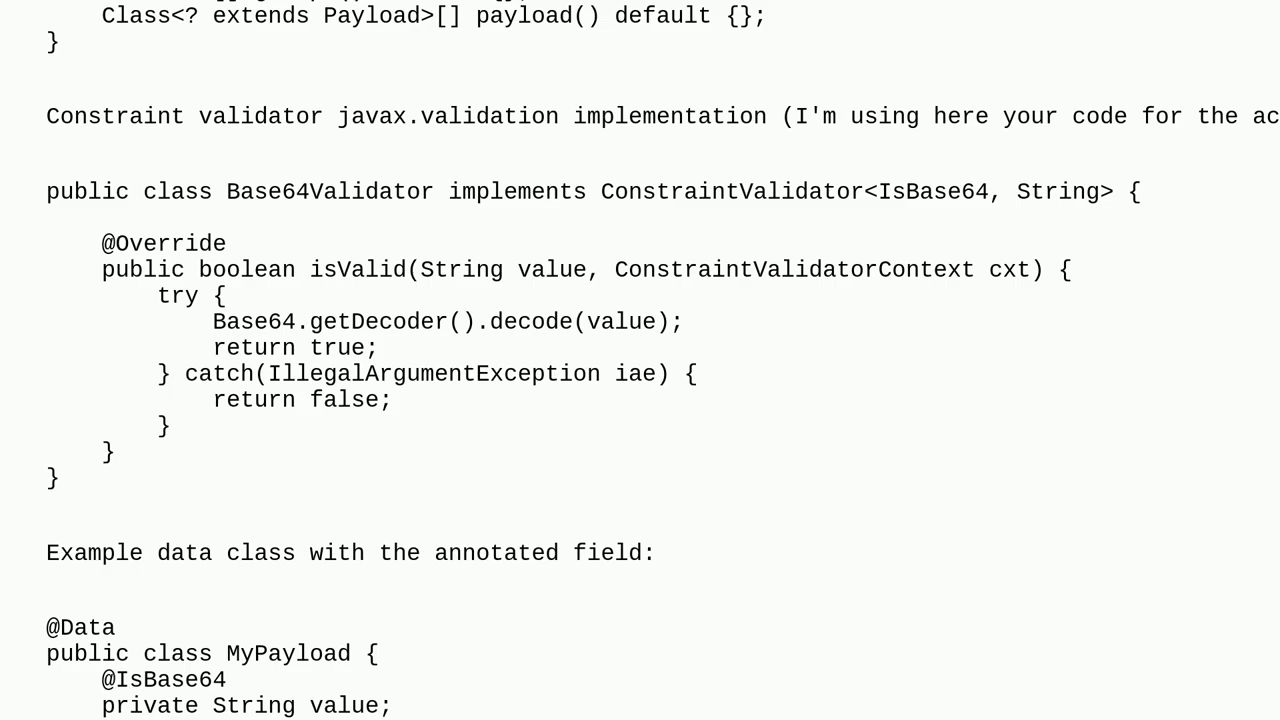 Class<? extends Payload>[] payload() default {};
}
Constraint validator javax.validation implementation (I'm using here your code for the ac
public class Base64Validator implements ConstraintValidator<IsBase64, String> {
@Override
public boolean isValid(String value, ConstraintValidatorContext cxt) {
try {
Base64.getDecoder().decode(value);
return true;
} catch(IllegalArgumentException iae) {
return false;
}
}
}
Example data class with the annotated field:
@Data
public class MyPayload {
@IsBase64
private String value;